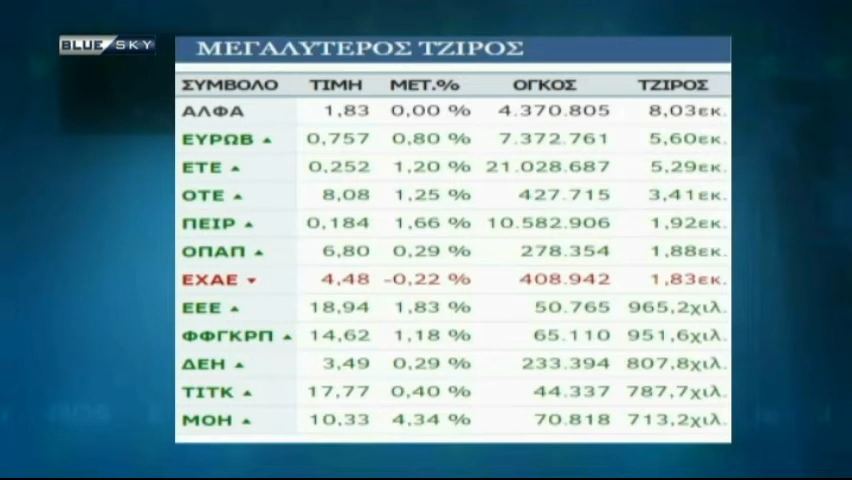 BLUE SKY
ΜΕΓΑΛΥΤΕΡΟΣ ΤΖΙΡΟΣ
ΣΥΜΒΟΛΟ ΤΙΜΗ ΜΕΤ.% ΟΓΚΟΣ ΤΖΙΡΟΣ
ΑΛΦΑ 1,83 0,00 % 4.370.805 8,03εκ.
ΕΥΡΩΒ 0,757 0,80 % 7.372.761 5,60εκ.
ΕΤΕ 0,252 1,20 % 21.028.687 5,29εκ.
ΟΤΕ 8,08 1,25 % 427.715 3,41εκ.
ΠΕΙΡ 0,184 1,66 % 10.582.906 1,92εκ.
ΟΠΑΠ 6,80 0,29 % 278.354 1,88εκ.
ΕΧΑΕ 4,48 -0,22 % 408.942 1,83εκ.
ΕΕΕ 18,94 1,83 % 50.765 965,2χιλ.
ΦΦΓΚΡΠ 14,62 1,18 % 65.110 951,6χιλ.
ΔΕΗ 3,49 0,29 % 233.394 807,8χιλ.
ΤΙΤΚ 17,77 0,40 % 44.337 787,7χιλ.
ΜΟΗ 10,33 4,34 % 70.818 713,2χιλ.